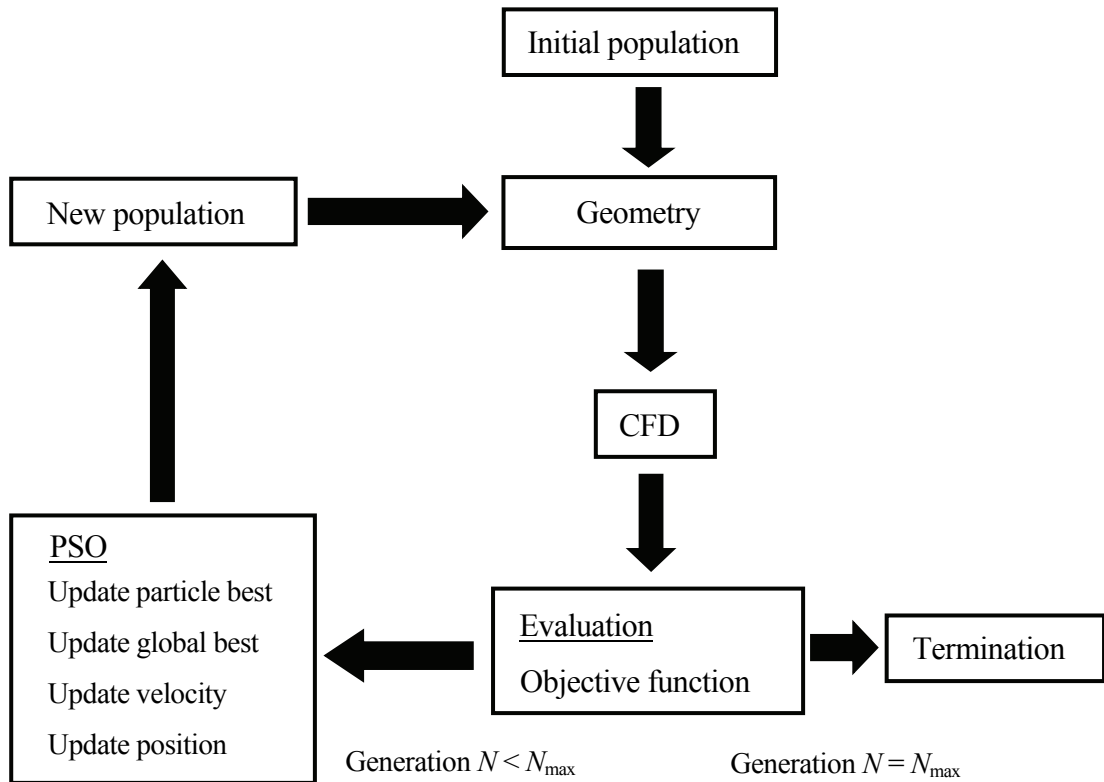 Initial population
New population
Geometry
CFD
PSO
Update particle best
Update global best
Update velocity
Update position
Evaluation
Objective function
Termination
Generation N < Nmax
Generation N = Nmax